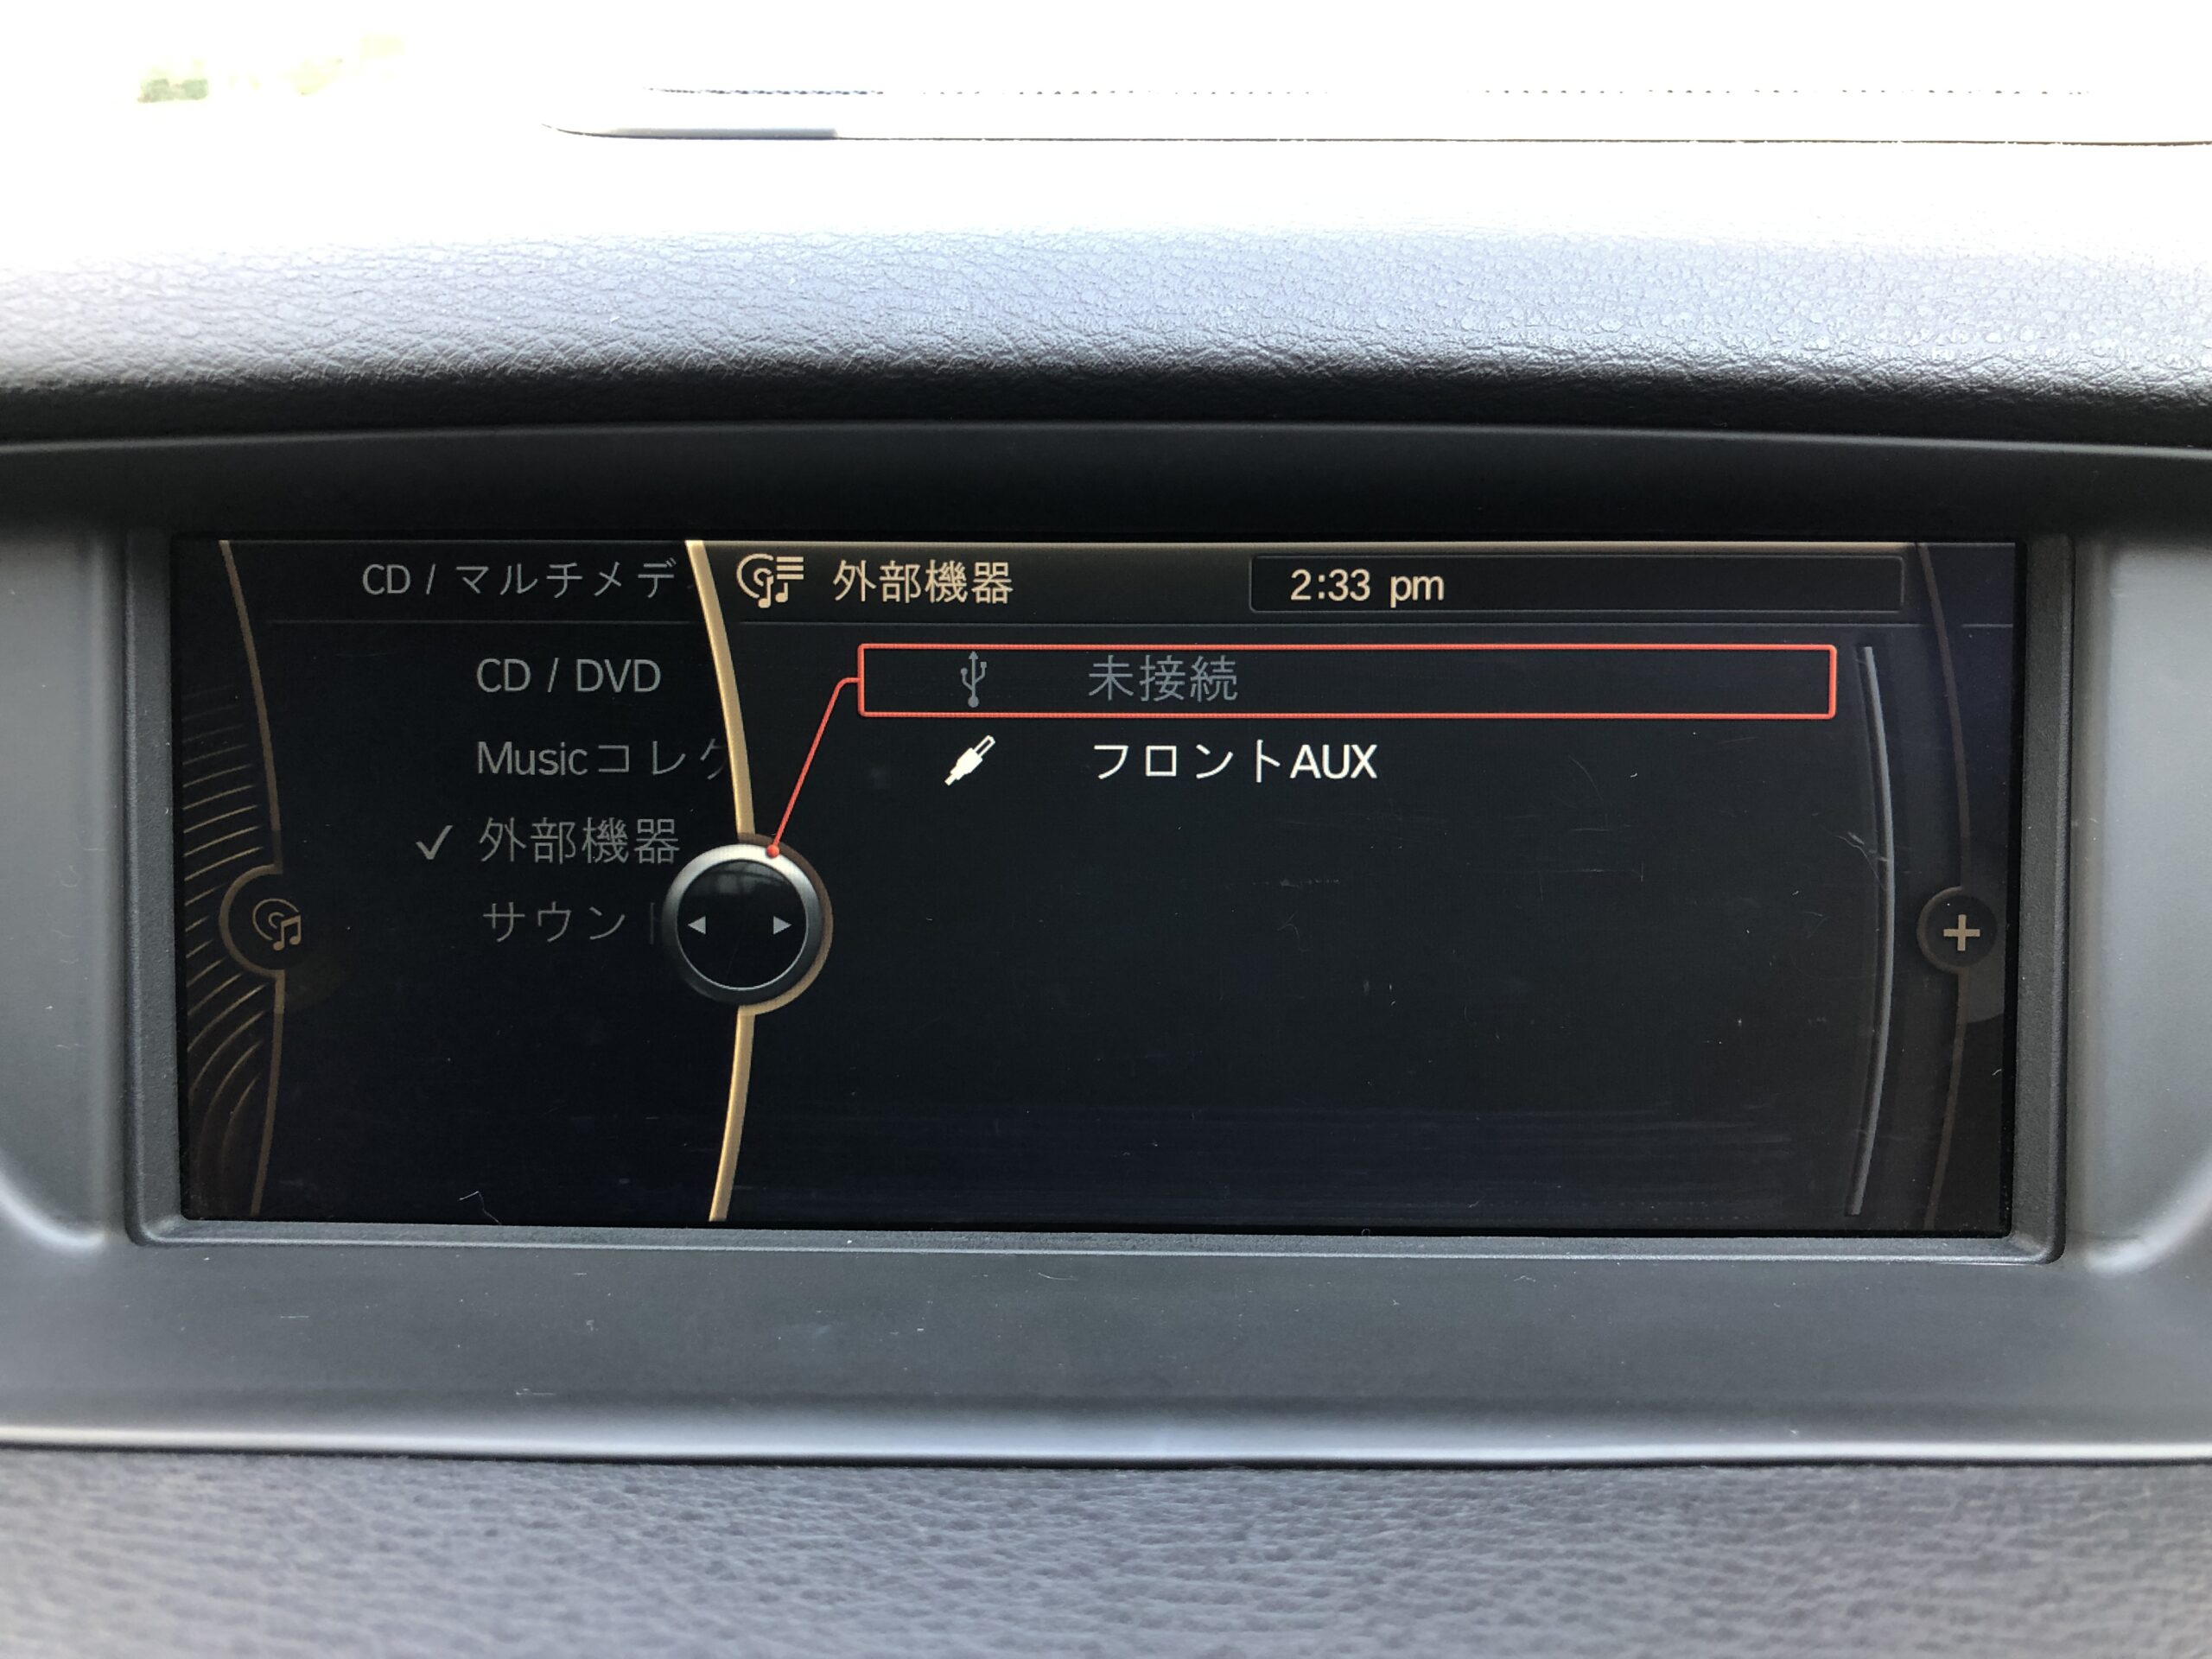 CD / マルチメデ
外部機器
2:33 pm
CD / DVD
Musicコレク
✓ 外部機器
サウント
未接続
フロントAUX